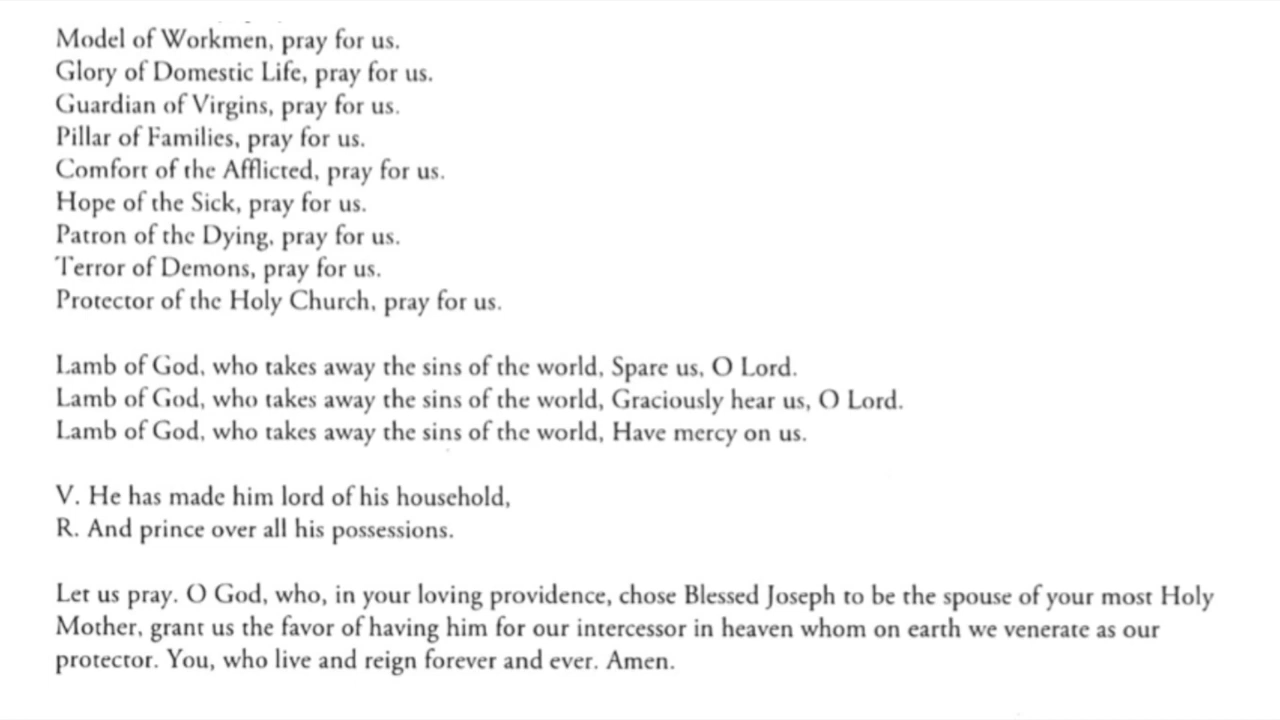 Model of Workmen, pray for us.
Glory of Domestic Life, pray for us.
Guardian of Virgins, pray for us.
Pillar of Families, pray for us.
Comfort of the Afflicted, pray for us.
Hope of the Sick, pray for us.
Patron of the Dying, pray for us.
Terror of Demons, pray for us.
Protector of the Holy Church, pray for us.
Lamb of God, who takes away the sins of the world, Spare us, O Lord.
Lamb of God, who takes away the sins of the world, Graciously hear us, O Lord.
Lamb of God, who takes away the sins of the world, Have mercy on us.
V. He has made him lord of his household,
R. And prince over all his possessions.
Let us pray. O God, who, in your loving providence, chose Blessed Joseph to be the spouse of your most Holy
Mother, grant us the favor of having him for our intercessor in heaven whom on earth we venerate as our
protector. You, who live and reign forever and ever. Amen.